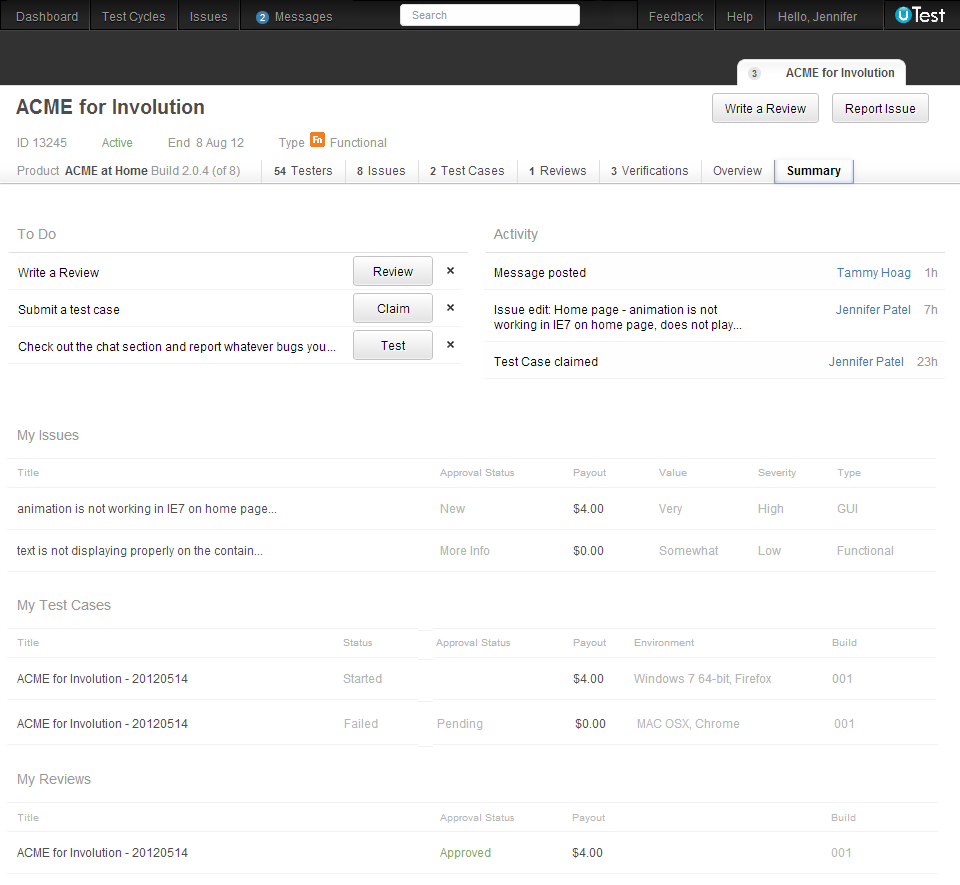 Dashboard Test Cycles Issues 2 Messages Search Feedback Help Hello, Jennifer uTest
3 ACME for Involution
ACME for Involution Write a Review Report Issue
ID 13245 Active End 8 Aug 12 Type Fn Functional
Product ACME at Home Build 2.0.4 (of 8) 54 Testers 8 Issues 2 Test Cases 1 Reviews 3 Verifications Overview Summary
To Do
Write a Review Review ×
Submit a test case Claim ×
Check out the chat section and report whatever bugs you... Test ×
Activity
Message posted Tammy Hoag 1h
Issue edit: Home page - animation is not Jennifer Patel 7h
working in IE7 on home page, does not play...
Test Case claimed Jennifer Patel 23h
My Issues
Title Approval Status Payout Value Severity Type
animation is not working in IE7 on home page... New $4.00 Very High GUI
text is not displaying properly on the contain... More Info $0.00 Somewhat Low Functional
My Test Cases
Title Status Approval Status Payout Environment Build
ACME for Involution - 20120514 Started $4.00 Windows 7 64-bit, Firefox 001
ACME for Involution - 20120514 Failed Pending $0.00 MAC OSX, Chrome 001
My Reviews
Title Approval Status Payout Build
ACME for Involution - 20120514 Approved $4.00 001